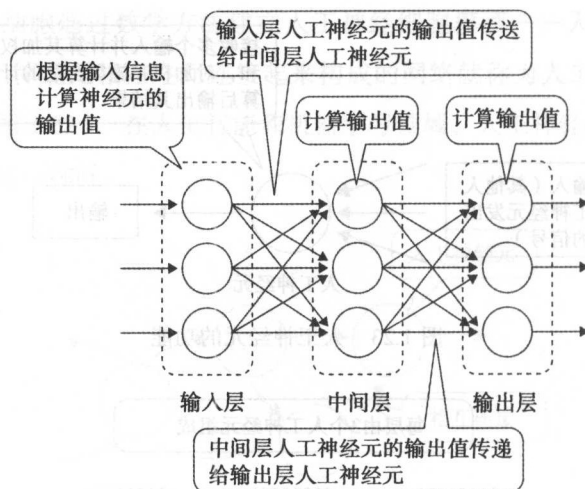 输入层人工神经元的输出值传送
给中间层人工神经元
根据输入信息
计算神经元的
输出值
计算输出值
计算输出值
输入层
中间层
输出层
中间层人工神经元的输出值传递
给输出层人工神经元